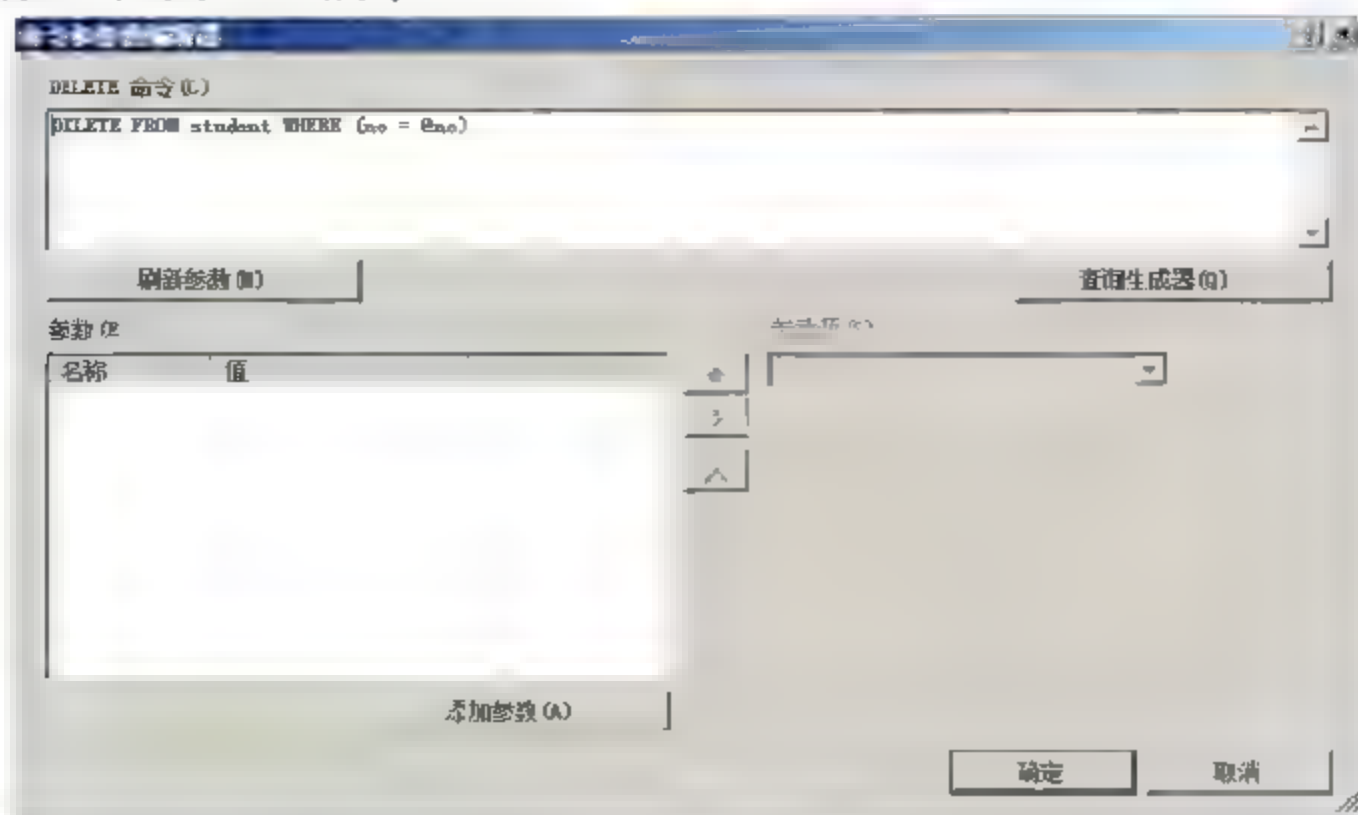 DELETE 命令(L)
DELETE FROM student WHERE (no = @no)
刷新参数(M)
查询生成器(Q)
参数(P
名称 值
添加参数(A)
确定 取消